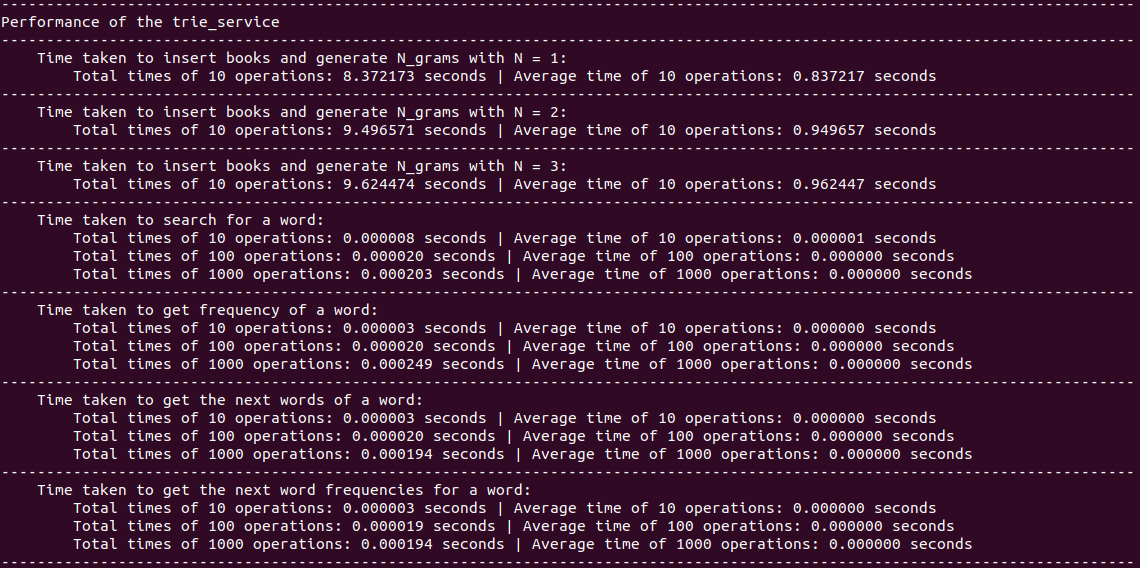 --------------------------------------------------------------------------------------------------------------------------------
Performance of the trie_service
--------------------------------------------------------------------------------------------------------------------------------
    Time taken to insert books and generate N_grams with N = 1:
        Total times of 10 operations: 8.372173 seconds | Average time of 10 operations: 0.837217 seconds
--------------------------------------------------------------------------------------------------------------------------------
    Time taken to insert books and generate N_grams with N = 2:
        Total times of 10 operations: 9.496571 seconds | Average time of 10 operations: 0.949657 seconds
--------------------------------------------------------------------------------------------------------------------------------
    Time taken to insert books and generate N_grams with N = 3:
        Total times of 10 operations: 9.624474 seconds | Average time of 10 operations: 0.962447 seconds
--------------------------------------------------------------------------------------------------------------------------------
    Time taken to search for a word:
        Total times of 10 operations: 0.000008 seconds | Average time of 10 operations: 0.000001 seconds
        Total times of 100 operations: 0.000020 seconds | Average time of 100 operations: 0.000000 seconds
        Total times of 1000 operations: 0.000203 seconds | Average time of 1000 operations: 0.000000 seconds
--------------------------------------------------------------------------------------------------------------------------------
    Time taken to get frequency of a word:
        Total times of 10 operations: 0.000003 seconds | Average time of 10 operations: 0.000000 seconds
        Total times of 100 operations: 0.000020 seconds | Average time of 100 operations: 0.000000 seconds
        Total times of 1000 operations: 0.000249 seconds | Average time of 1000 operations: 0.000000 seconds
--------------------------------------------------------------------------------------------------------------------------------
    Time taken to get the next words of a word:
        Total times of 10 operations: 0.000003 seconds | Average time of 10 operations: 0.000000 seconds
        Total times of 100 operations: 0.000020 seconds | Average time of 100 operations: 0.000000 seconds
        Total times of 1000 operations: 0.000194 seconds | Average time of 1000 operations: 0.000000 seconds
--------------------------------------------------------------------------------------------------------------------------------
    Time taken to get the next word frequencies for a word:
        Total times of 10 operations: 0.000003 seconds | Average time of 10 operations: 0.000000 seconds
        Total times of 100 operations: 0.000019 seconds | Average time of 100 operations: 0.000000 seconds
        Total times of 1000 operations: 0.000194 seconds | Average time of 1000 operations: 0.000000 seconds
--------------------------------------------------------------------------------------------------------------------------------